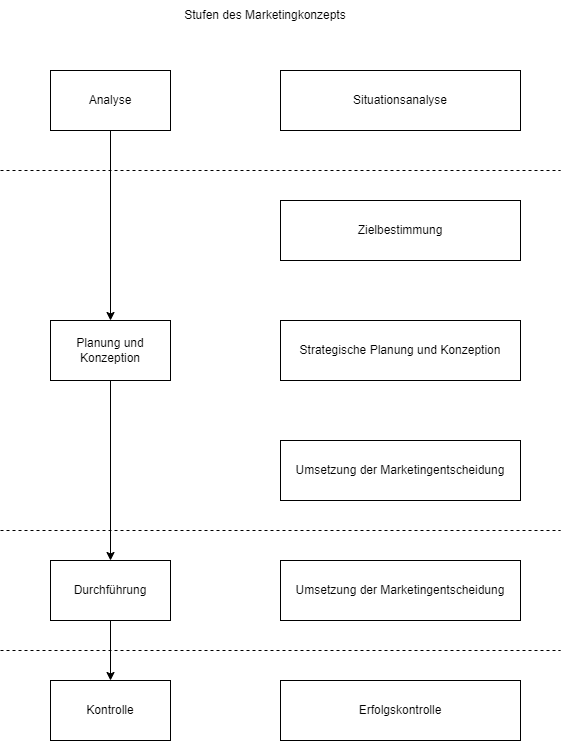 Stufen des Marketingkonzepts
Analyse
Situationsanalyse
Zielbestimmung
Planung und
Konzeption
Strategische Planung und Konzeption
Umsetzung der Marketingentscheidung
Durchführung
Umsetzung der Marketingentscheidung
Kontrolle
Erfolgskontrolle